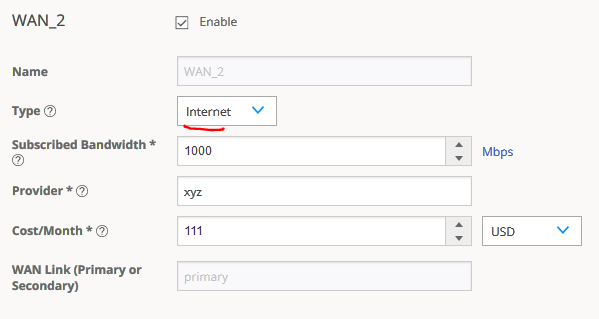 WAN_2 Enable
Name WAN_2
Type ? Internet
Subscribed Bandwidth * 1000 Mbps
?
Provider * ? xyz
Cost/Month * ? 111 USD
WAN Link (Primary or primary
Secondary)